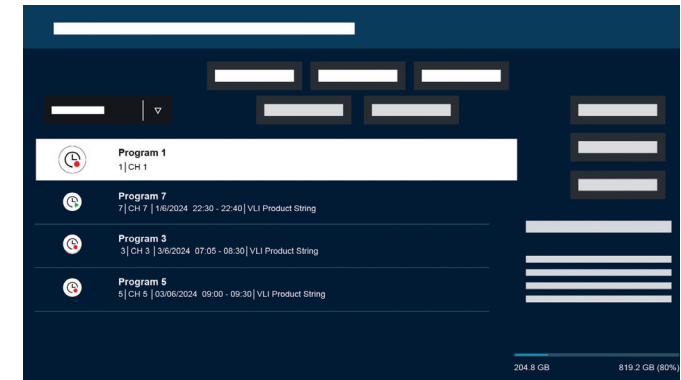 Program 1
1| CH 1
Program 7
7| CH 7 | 1/6/2024 22:30 - 22:40| VLI Product String
Program 3
3| CH 3 | 3/6/2024 07:05 - 08:30| VLI Product String
Program 5
5| CH 5 | 03/06/2024 09:00 - 09:30| VLI Product String
204.8 GB
819.2 GB (80%)